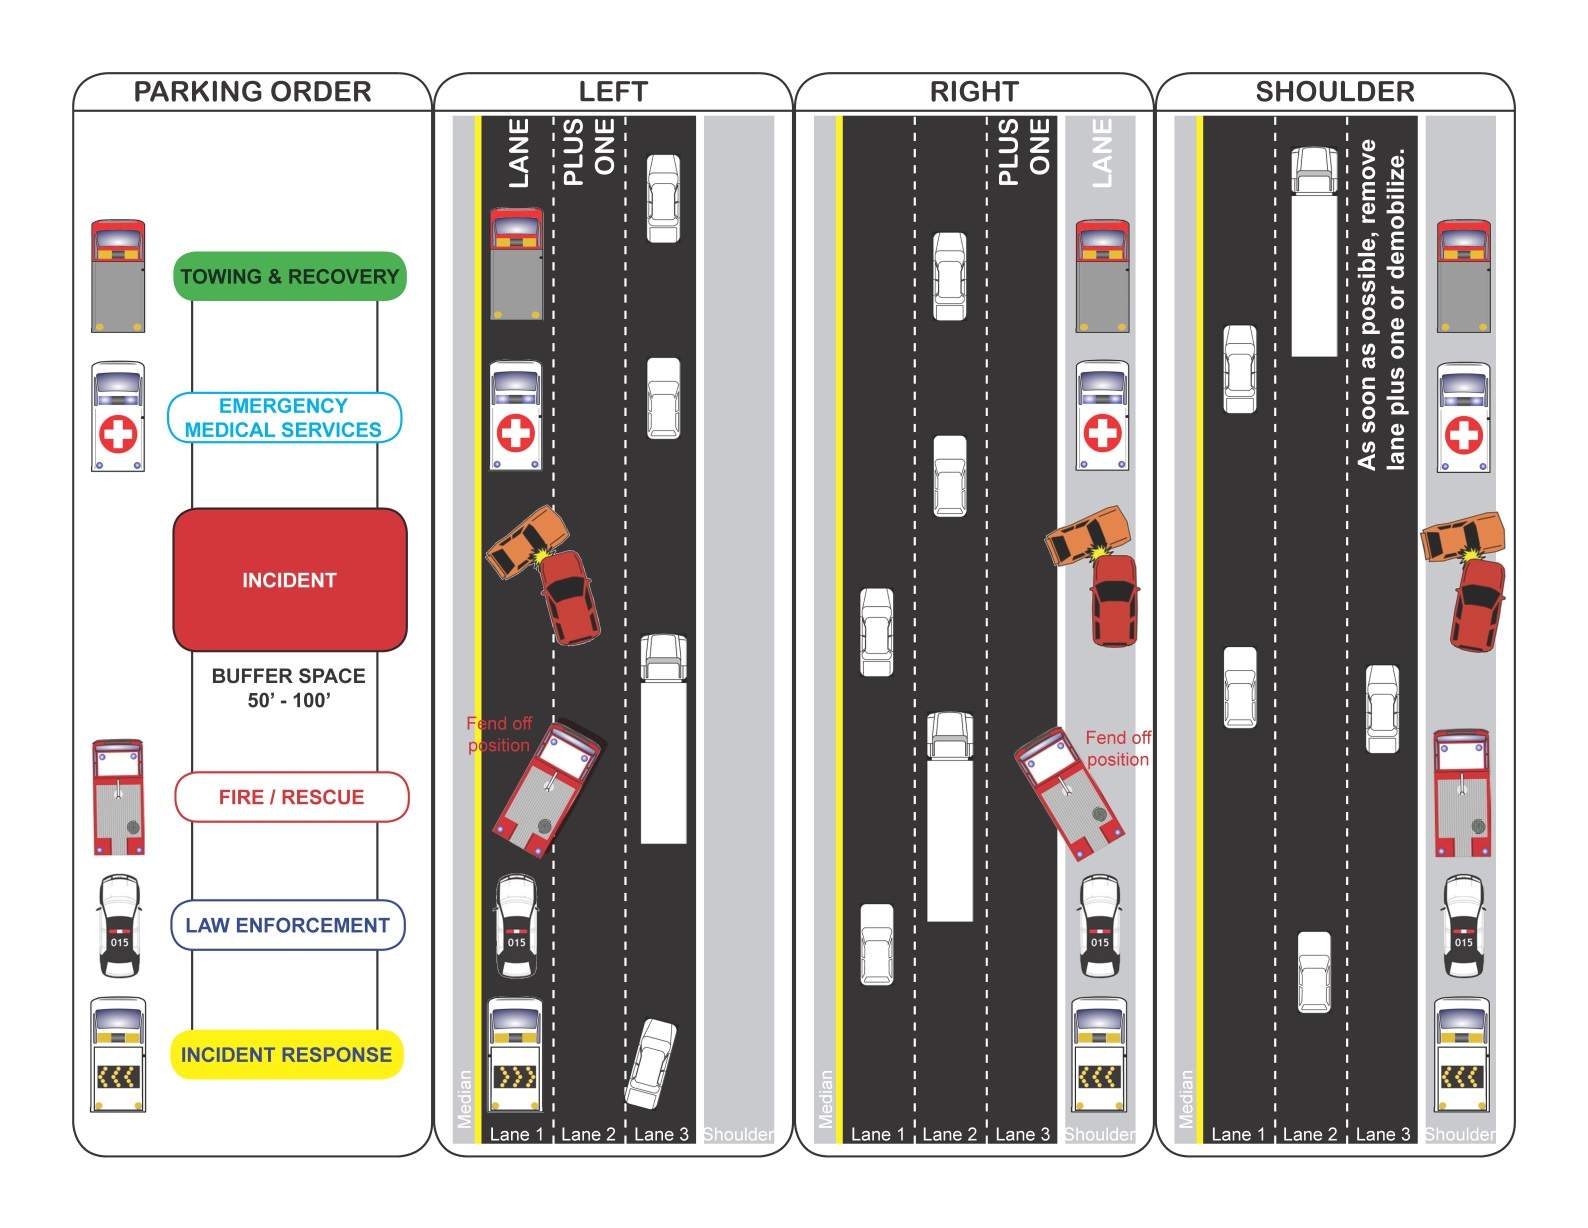 PARKING ORDER
TOWING & RECOVERY
EMERGENCY
MEDICAL SERVICES
INCIDENT
BUFFER SPACE
50’ - 100’
FIRE / RESCUE
015
LAW ENFORCEMENT
INCIDENT RESPONSE
LEFT
LANE
PLUS
ONE
Fend off
position
015
Median
Lane 1
Lane 2
Lane 3
Shoulder
RIGHT
PLUS
ONE
LANE
Fend off
position
015
Median
Lane 1
Lane 2
Lane 3
Shoulder
SHOULDER
As soon as possible, remove
lane plus one or demobilize.
015
Median
Lane 1
Lane 2
Lane 3
Shoulder